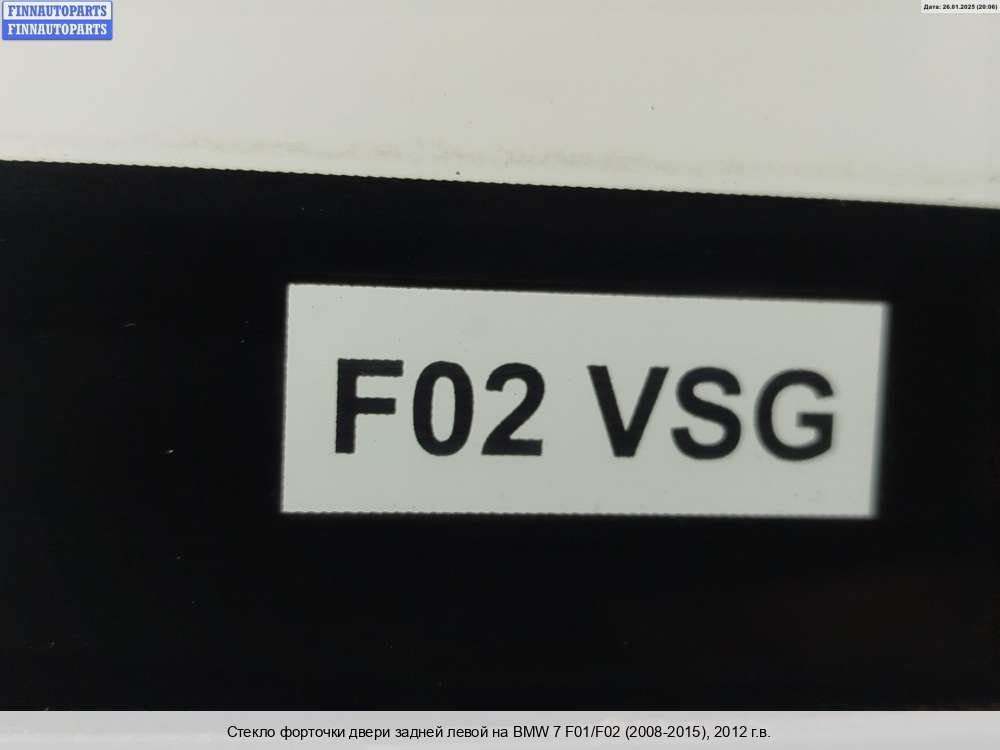 FINNAUTOPARTS
FINNAUTOPARTS
Дата: 26.01.2025 (20:06)
F02 VSG
Стекло форточки двери задней левой на BMW 7 F01/F02 (2008-2015), 2012 г.в.